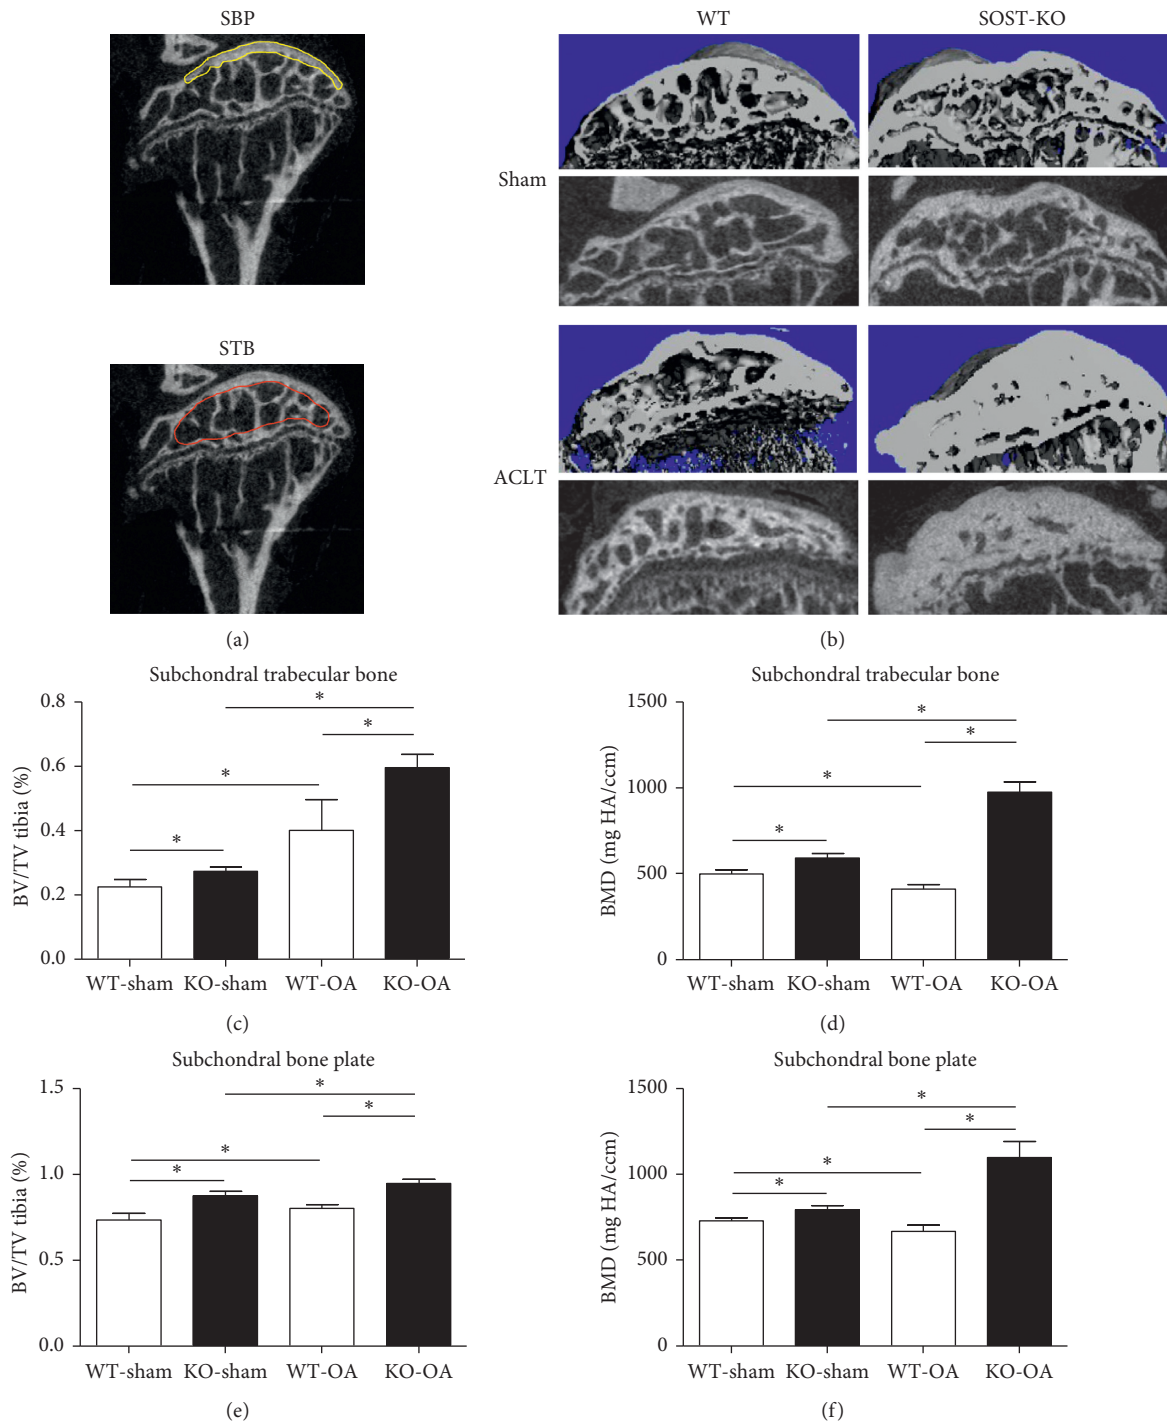 SBP
STB
(a)
WT SOST-KO
Sham
ACLT
(b)
Subchondral trabecular bone
BV/TV tibia (%)
0.8
0.6
0.4
0.2
0.0
*
*
*
*
WT-sham KO-sham WT-OA KO-OA
(c)
Subchondral trabecular bone
BMD (mg HA/ccm)
1500
1000
500
0
*
*
*
*
WT-sham KO-sham WT-OA KO-OA
(d)
Subchondral bone plate
BV/TV tibia (%)
1.5
1.0
0.5
0.0
*
*
*
*
WT-sham KO-sham WT-OA KO-OA
(e)
Subchondral bone plate
BMD (mg HA/ccm)
1500
1000
500
0
*
*
*
*
WT-sham KO-sham WT-OA KO-OA
(f)